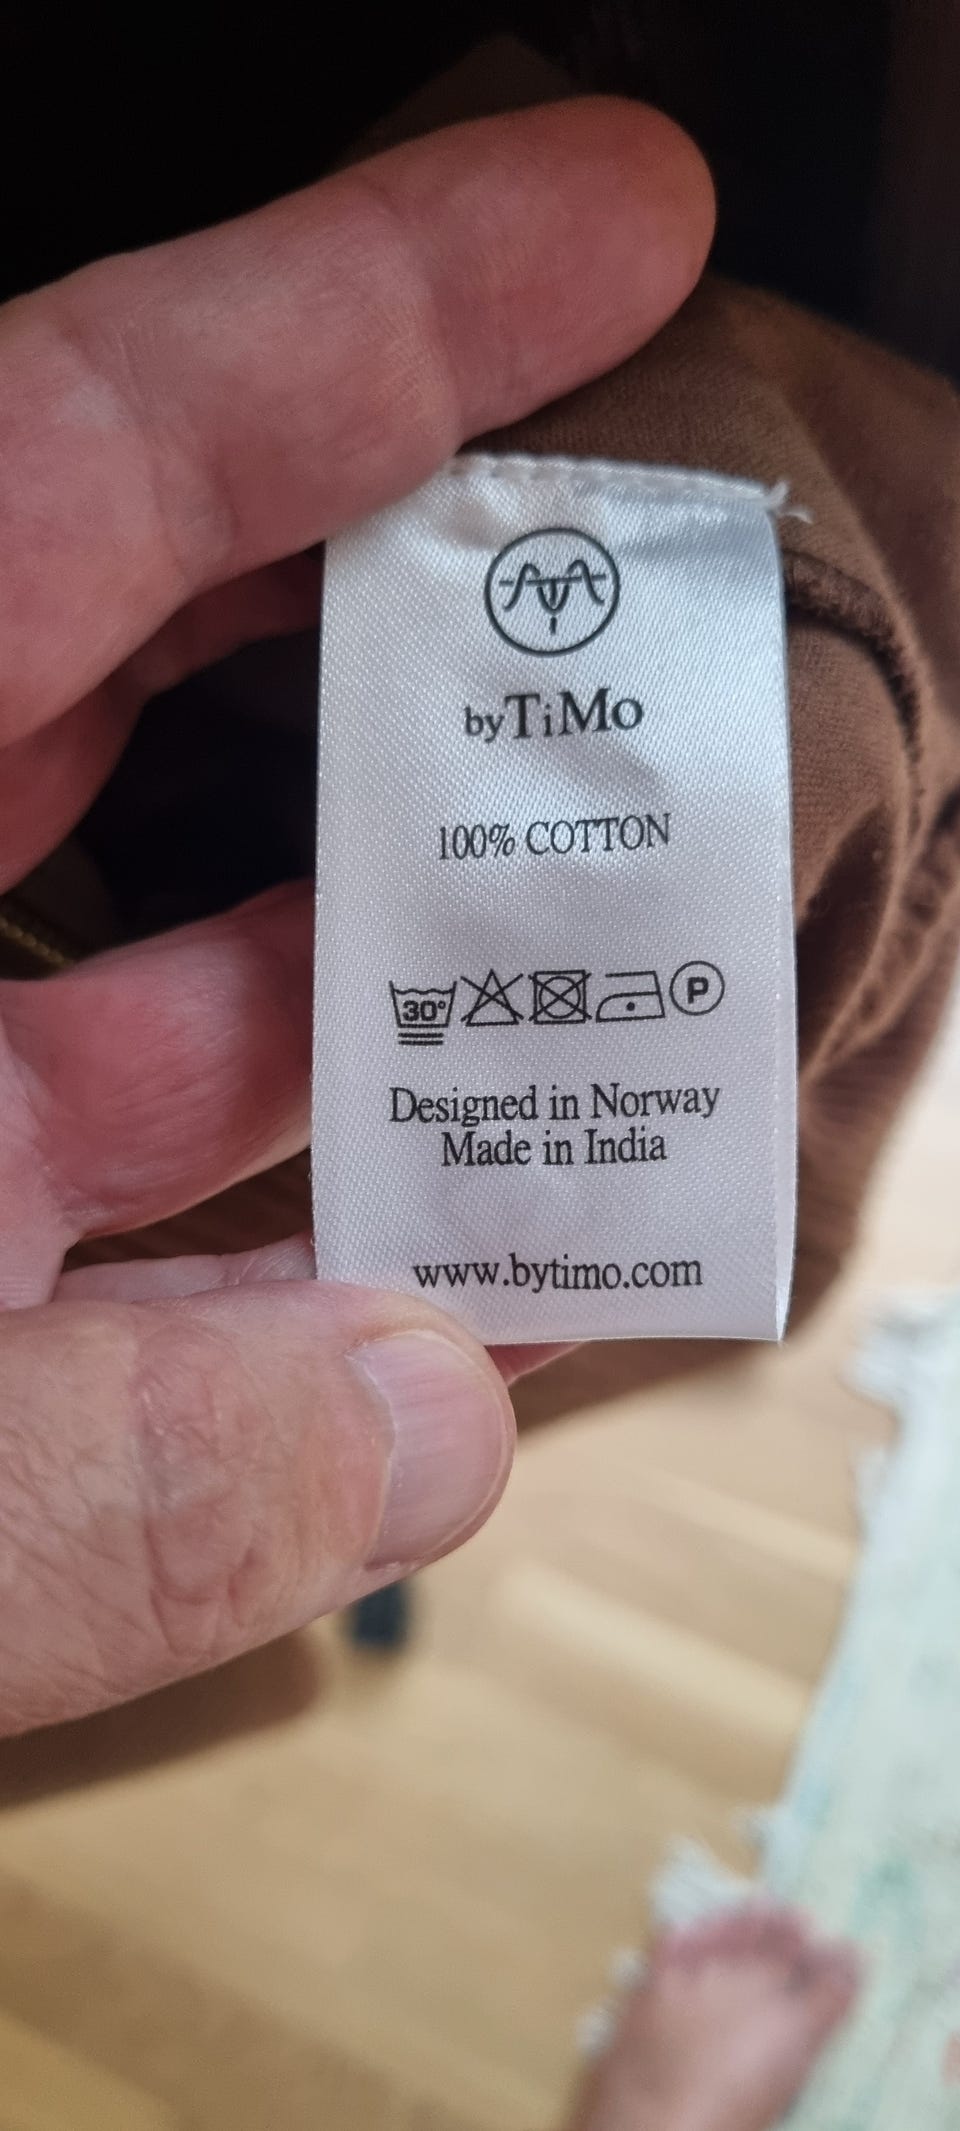 byTiMo
100% COTTON
30° P
Designed in Norway
Made in India
www.bytimo.com